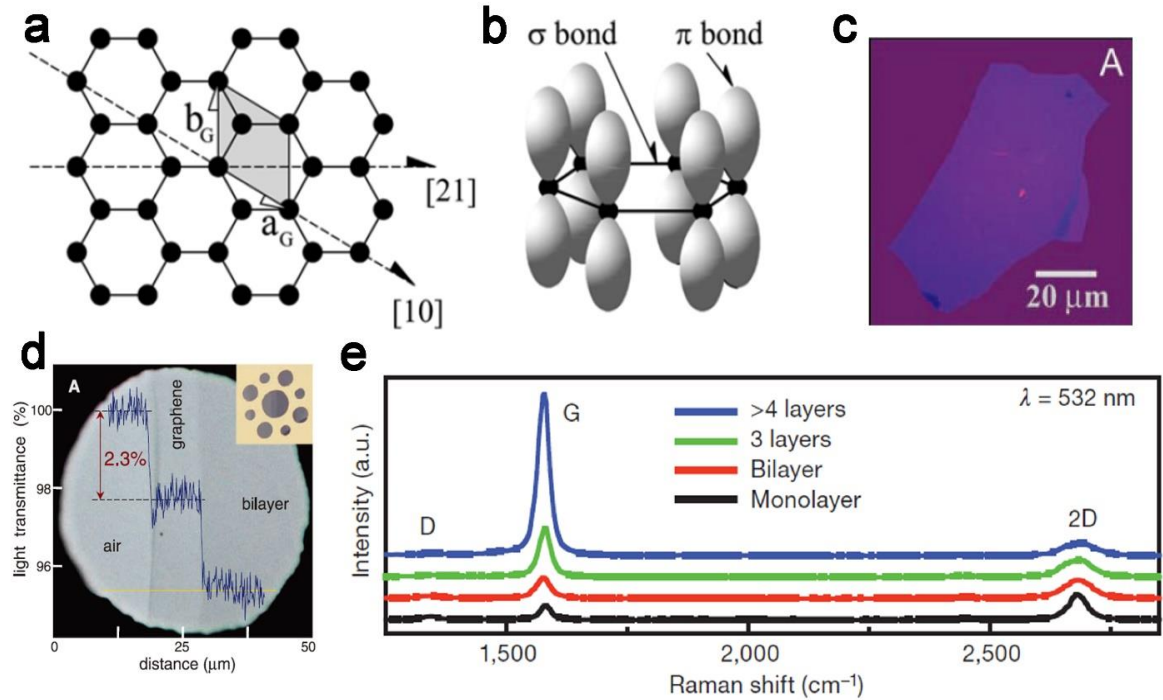 a
b_G
a_G
[21]
[10]
b
σ bond
π bond
c
A
20 μm
d
A
light transmittance (%)
100
98
96
2.3%
air
graphene
bilayer
0
25
50
distance (μm)
e
Intensity (a.u.)
D
G
2D
>4 layers
3 layers
Bilayer
Monolayer
λ = 532 nm
1,500
2,000
2,500
Raman shift (cm⁻¹)